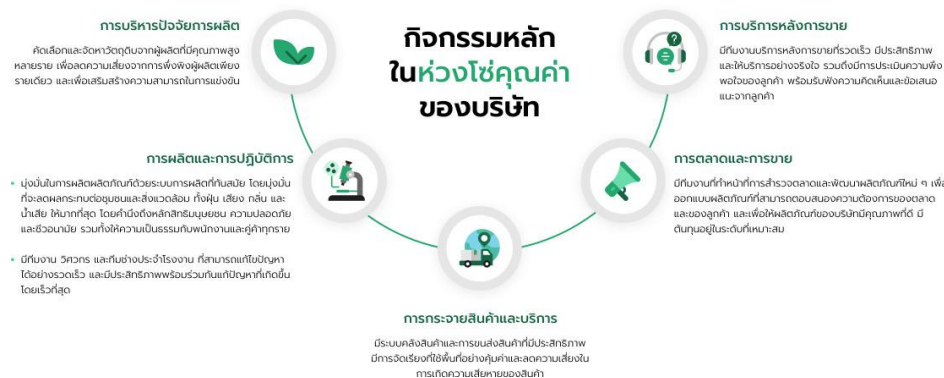 กิจกรรมหลัก
ในห่วงโซ่คุณค่า
ของบริษัท
การบริหารปัจจัยการผลิต
คัดเลือกและจัดหาวัตถุดิบจากผู้ผลิตที่มีคุณภาพสูง
หลายราย เพื่อลดความเสี่ยงจากการพึ่งพิงผู้ผลิตเพียง
รายเดียว และเพื่อเสริมสร้างความสามารถในการแข่งขัน
การผลิตและการปฏิบัติการ
• มุ่งมั่นในการผลิตผลิตภัณฑ์ด้วยระบบการผลิตที่ทันสมัย โดยมุ่งมั่น
ที่จะลดผลกระทบต่อชุมชนและสิ่งแวดล้อม ทั้งฝุ่น เสียง กลิ่น และ
น้ำเสีย ให้มากที่สุด โดยคำนึงถึงหลักสิทธิมนุษยชน ความปลอดภัย
และชีวอนามัย รวมทั้งให้ความเป็นธรรมกับพนักงานและคู่ค้าทุกราย
• มีทีมงาน วิศวกร และทีมช่างประจำโรงงาน ที่สามารถแก้ไขปัญหา
ได้อย่างรวดเร็ว และมีประสิทธิภาพพร้อมร่วมกันแก้ปัญหาที่เกิดขึ้น
โดยเร็วที่สุด
การกระจายสินค้าและบริการ
มีระบบคลังสินค้าและการขนส่งสินค้าที่มีประสิทธิภาพ
มีการจัดเรียงที่ใช้พื้นที่อย่างคุ้มค่าและลดความเสี่ยงใน
การเกิดความเสียหายของสินค้า
การตลาดและการขาย
มีทีมงานที่ทำหน้าที่การสำรวจตลาดและพัฒนาผลิตภัณฑ์ใหม่ ๆ เพื่อ
ออกแบบผลิตภัณฑ์ที่สามารถตอบสนองความต้องการของตลาด
และของลูกค้า และเพื่อให้ผลิตภัณฑ์ของบริษัทมีคุณภาพที่ดี มี
ต้นทุนอยู่ในระดับที่เหมาะสม
การบริการหลังการขาย
มีทีมงานบริการหลังการขายที่รวดเร็ว มีประสิทธิภาพ
และให้บริการอย่างจริงใจ รวมถึงมีการประเมินความพึง
พอใจของลูกค้า พร้อมรับฟังความคิดเห็นและข้อเสนอ
แนะจากลูกค้า
?